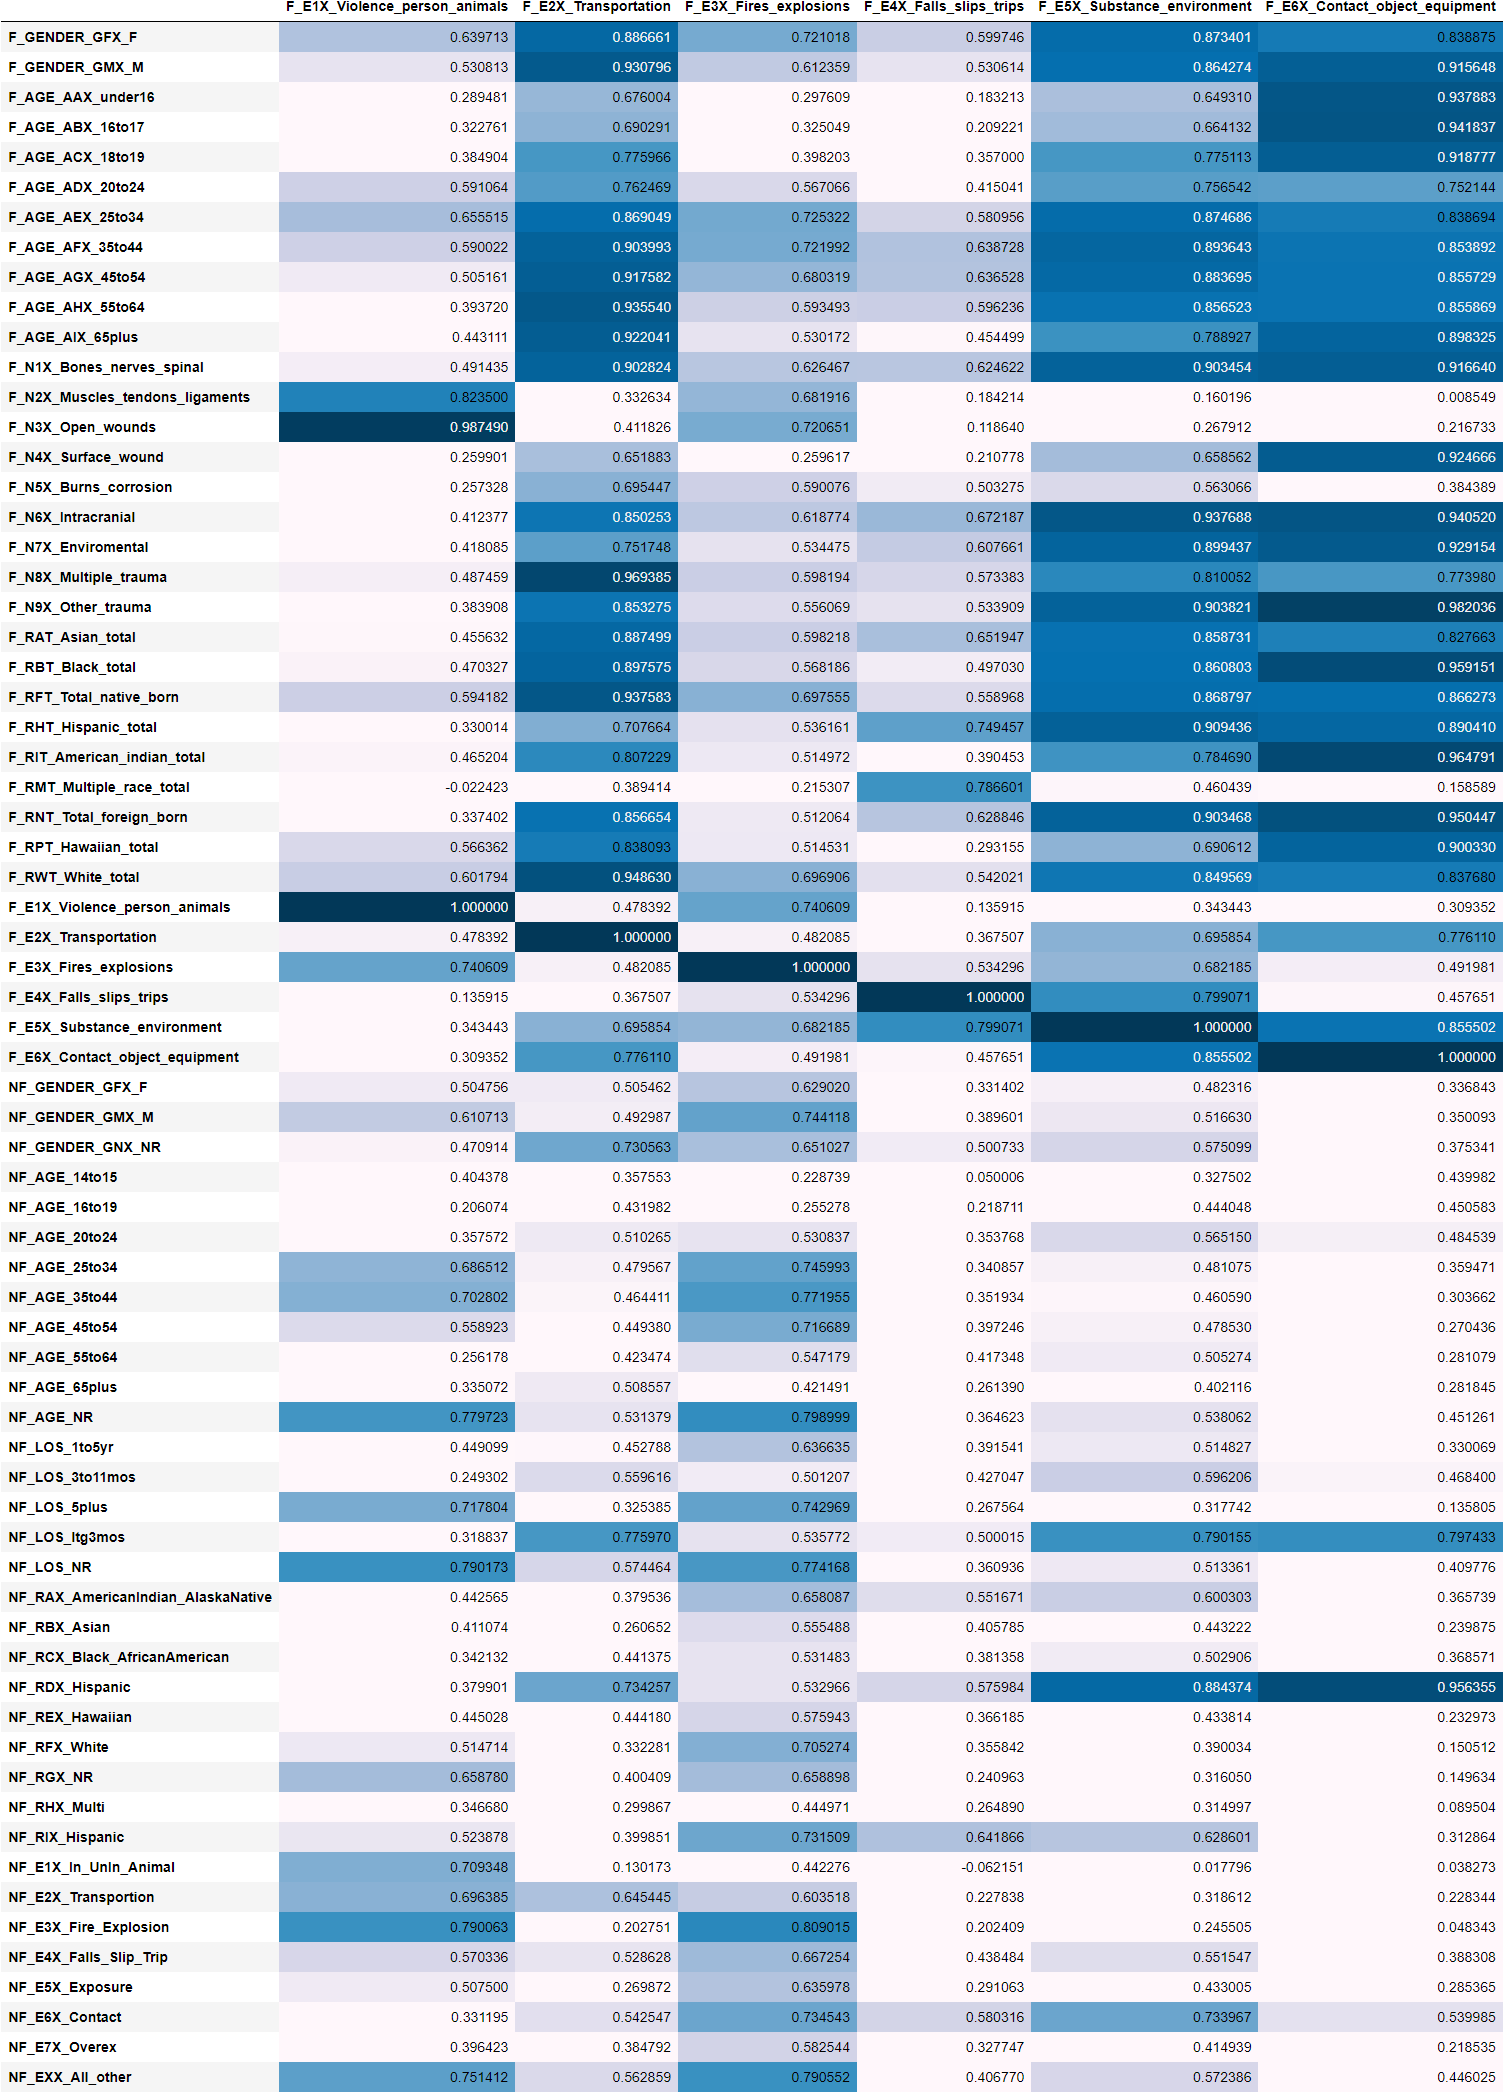 F_E1X_Violence_person_animals F_E2X_Transportation F_E3X_Fires_explosions F_E4X_Falls_slips_trips F_E5X_Substance_environment F_E6X_Contact_object_equipment
F_GENDER_GFX_F 0.639713 0.886661 0.721018 0.599746 0.873401 0.838875
F_GENDER_GMX_M 0.530813 0.930796 0.612359 0.530614 0.864274 0.915648
F_AGE_AAX_under16 0.289481 0.676004 0.297609 0.183213 0.649310 0.937883
F_AGE_ABX_16to17 0.322761 0.690291 0.325049 0.209221 0.664132 0.941837
F_AGE_ACX_18to19 0.384904 0.775966 0.398203 0.357000 0.775113 0.918777
F_AGE_ADX_20to24 0.591064 0.762469 0.567066 0.415041 0.756542 0.752144
F_AGE_AEX_25to34 0.655515 0.869049 0.725322 0.580956 0.874686 0.838694
F_AGE_AFX_35to44 0.590022 0.903993 0.721992 0.638728 0.893643 0.853892
F_AGE_AGX_45to54 0.505161 0.917582 0.680319 0.636528 0.883695 0.855729
F_AGE_AHX_55to64 0.393720 0.935540 0.593493 0.596236 0.856523 0.855869
F_AGE_AIX_65plus 0.443111 0.922041 0.530172 0.454499 0.788927 0.898325
F_N1X_Bones_nerves_spinal 0.491435 0.902824 0.626467 0.624622 0.903454 0.916640
F_N2X_Muscles_tendons_ligaments 0.823500 0.332634 0.681916 0.184214 0.160196 0.008549
F_N3X_Open_wounds 0.987490 0.411826 0.720651 0.118640 0.267912 0.216733
F_N4X_Surface_wound 0.259901 0.651883 0.259617 0.210778 0.658562 0.924666
F_N5X_Burns_corrosion 0.257328 0.695447 0.590076 0.503275 0.563066 0.384389
F_N6X_Intracranial 0.412377 0.850253 0.618774 0.672187 0.937688 0.940520
F_N7X_Enviromental 0.418085 0.751748 0.534475 0.607661 0.899437 0.929154
F_N8X_Multiple_trauma 0.487459 0.969385 0.598194 0.573383 0.810052 0.773980
F_N9X_Other_trauma 0.383908 0.853275 0.556069 0.533909 0.903821 0.982036
F_RAT_Asian_total 0.455632 0.887499 0.598218 0.651947 0.858731 0.827663
F_RBT_Black_total 0.470327 0.897575 0.568186 0.497030 0.860803 0.959151
F_RFT_Total_native_born 0.594182 0.937583 0.697555 0.558968 0.868797 0.866273
F_RHT_Hispanic_total 0.330014 0.707664 0.536161 0.749457 0.909436 0.890410
F_RIT_American_indian_total 0.465204 0.807229 0.514972 0.390453 0.784690 0.964791
F_RMT_Multiple_race_total -0.022423 0.389414 0.215307 0.786601 0.460439 0.158589
F_RNT_Total_foreign_born 0.337402 0.856654 0.512064 0.628846 0.903468 0.950447
F_RPT_Hawaiian_total 0.566362 0.838093 0.514531 0.293155 0.690612 0.900330
F_RWT_White_total 0.601794 0.948630 0.696906 0.542021 0.849569 0.837680
F_E1X_Violence_person_animals 1.000000 0.478392 0.740609 0.135915 0.343443 0.309352
F_E2X_Transportation 0.478392 1.000000 0.482085 0.367507 0.695854 0.776110
F_E3X_Fires_explosions 0.740609 0.482085 1.000000 0.534296 0.682185 0.491981
F_E4X_Falls_slips_trips 0.135915 0.367507 0.534296 1.000000 0.799071 0.457651
F_E5X_Substance_environment 0.343443 0.695854 0.682185 0.799071 1.000000 0.855502
F_E6X_Contact_object_equipment 0.309352 0.776110 0.491981 0.457651 0.855502 1.000000
NF_GENDER_GFX_F 0.504756 0.505462 0.629020 0.331402 0.482316 0.336843
NF_GENDER_GMX_M 0.610713 0.492987 0.744118 0.389601 0.516630 0.350093
NF_GENDER_GNX_NR 0.470914 0.730563 0.651027 0.500733 0.575099 0.375341
NF_AGE_14to15 0.404378 0.357553 0.228739 0.050006 0.327502 0.439982
NF_AGE_16to19 0.206074 0.431982 0.255278 0.218711 0.444048 0.450583
NF_AGE_20to24 0.357572 0.510265 0.530837 0.353768 0.565150 0.484539
NF_AGE_25to34 0.686512 0.479567 0.745993 0.340857 0.481075 0.359471
NF_AGE_35to44 0.702802 0.464411 0.771955 0.351934 0.460590 0.303662
NF_AGE_45to54 0.558923 0.449380 0.716689 0.397246 0.478530 0.270436
NF_AGE_55to64 0.256178 0.423474 0.547179 0.417348 0.505274 0.281079
NF_AGE_65plus 0.335072 0.508557 0.421491 0.261390 0.402116 0.281845
NF_AGE_NR 0.779723 0.531379 0.798999 0.364623 0.538062 0.451261
NF_LOS_1to5yr 0.449099 0.452788 0.636635 0.391541 0.514827 0.330069
NF_LOS_3to11mos 0.249302 0.559616 0.501207 0.427047 0.596206 0.468400
NF_LOS_5plus 0.717804 0.325385 0.742969 0.267564 0.317742 0.135805
NF_LOS_ltg3mos 0.318837 0.775970 0.535772 0.500015 0.790155 0.797433
NF_LOS_NR 0.790173 0.574464 0.774168 0.360936 0.513361 0.409776
NF_RAX_AmericanIndian_AlaskaNative 0.442565 0.379536 0.658087 0.551671 0.600303 0.365739
NF_RBX_Asian 0.411074 0.260652 0.555488 0.405785 0.443222 0.239875
NF_RCX_Black_AfricanAmerican 0.342132 0.441375 0.531483 0.381358 0.502906 0.368571
NF_RDX_Hispanic 0.379901 0.734257 0.532966 0.575984 0.884374 0.956355
NF_REX_Hawaiian 0.445028 0.444180 0.575943 0.366185 0.433814 0.232973
NF_RFX_White 0.514714 0.332281 0.705274 0.355842 0.390034 0.150512
NF_RGX_NR 0.658780 0.400409 0.658898 0.240963 0.316050 0.149634
NF_RHX_Multi 0.346680 0.299867 0.444971 0.264890 0.314997 0.089504
NF_RIX_Hispanic 0.523878 0.399851 0.731509 0.641866 0.628601 0.312864
NF_E1X_In_UnIn_Animal 0.709348 0.130173 0.442276 -0.062151 0.017796 0.038273
NF_E2X_Transportion 0.696385 0.645445 0.603518 0.227838 0.318612 0.228344
NF_E3X_Fire_Explosion 0.790063 0.202751 0.809015 0.202409 0.245505 0.048343
NF_E4X_Falls_Slip_Trip 0.570336 0.528628 0.667254 0.438484 0.551547 0.388308
NF_E5X_Exposure 0.507500 0.269872 0.635978 0.291063 0.433005 0.285365
NF_E6X_Contact 0.331195 0.542547 0.734543 0.580316 0.733967 0.539985
NF_E7X_Overex 0.396423 0.384792 0.582544 0.327747 0.414939 0.218535
NF_EXX_All_other 0.751412 0.562859 0.790552 0.406770 0.572386 0.446025